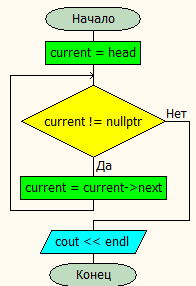 Начало
current = head
current != nullptr
Нет
Да
current = current->next
cout << endl
Конец